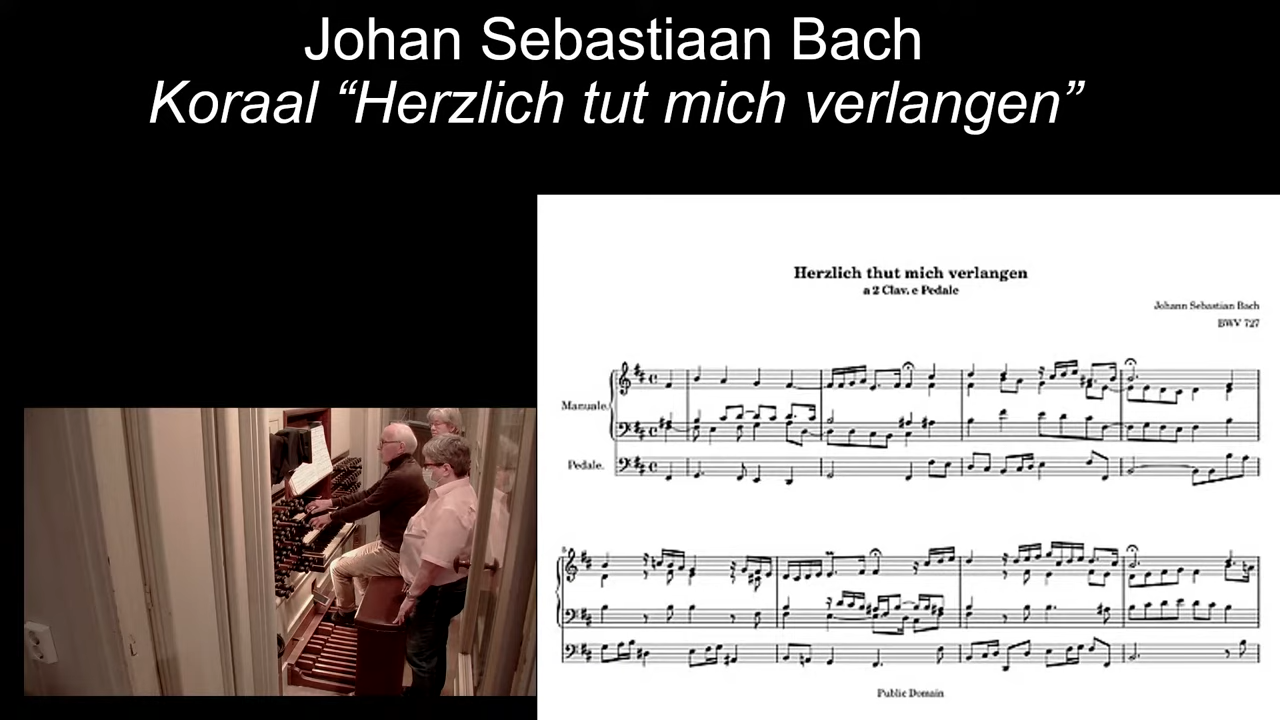 Johan Sebastiaan Bach
Koraal “Herzlich tut mich verlangen”
Herzlich thut mich verlangen
a 2 Clav. e Pedale
Johann Sebastian Bach
BWV 727
Manuale.
Pedale.
5
Public Domain